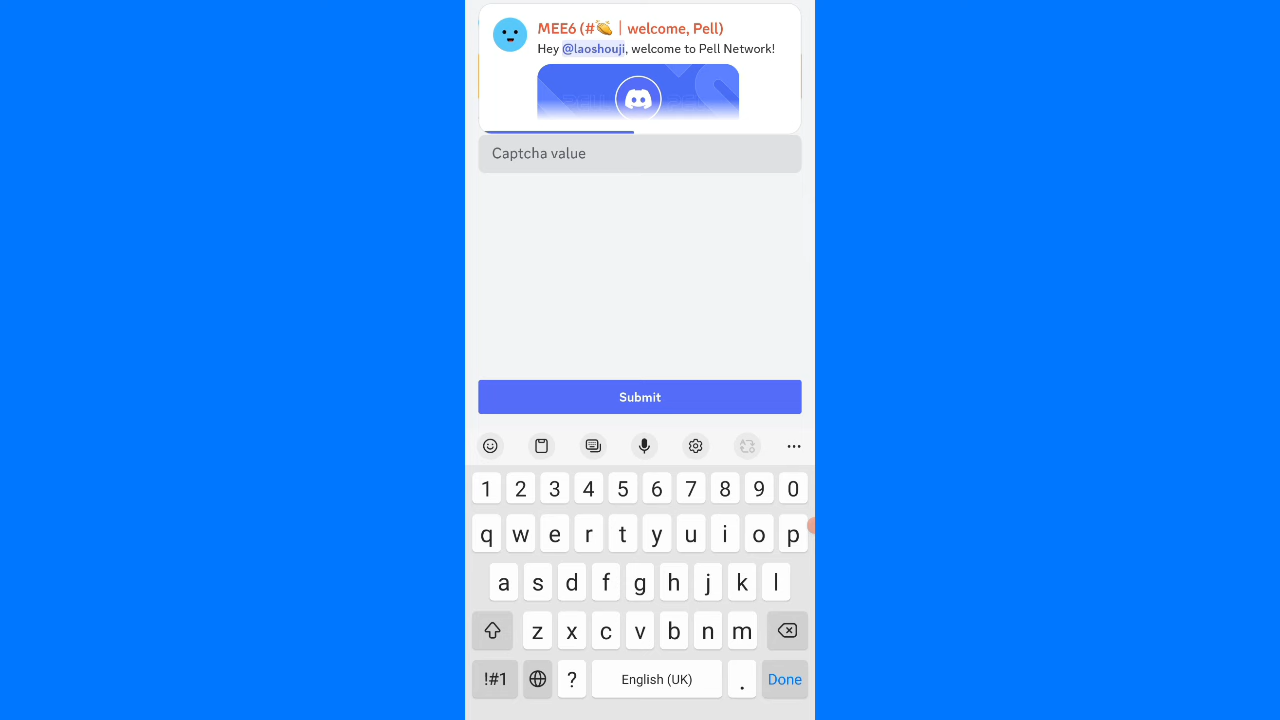 MEE6 (#👏 | welcome, Pell)
Hey @laoshouji, welcome to Pell Network!
Captcha value
Submit
1 2 3 4 5 6 7 8 9 0
q w e r t y u i o p
a s d f g h j k l
z x c v b n m
!#1 ? English (UK) . Done